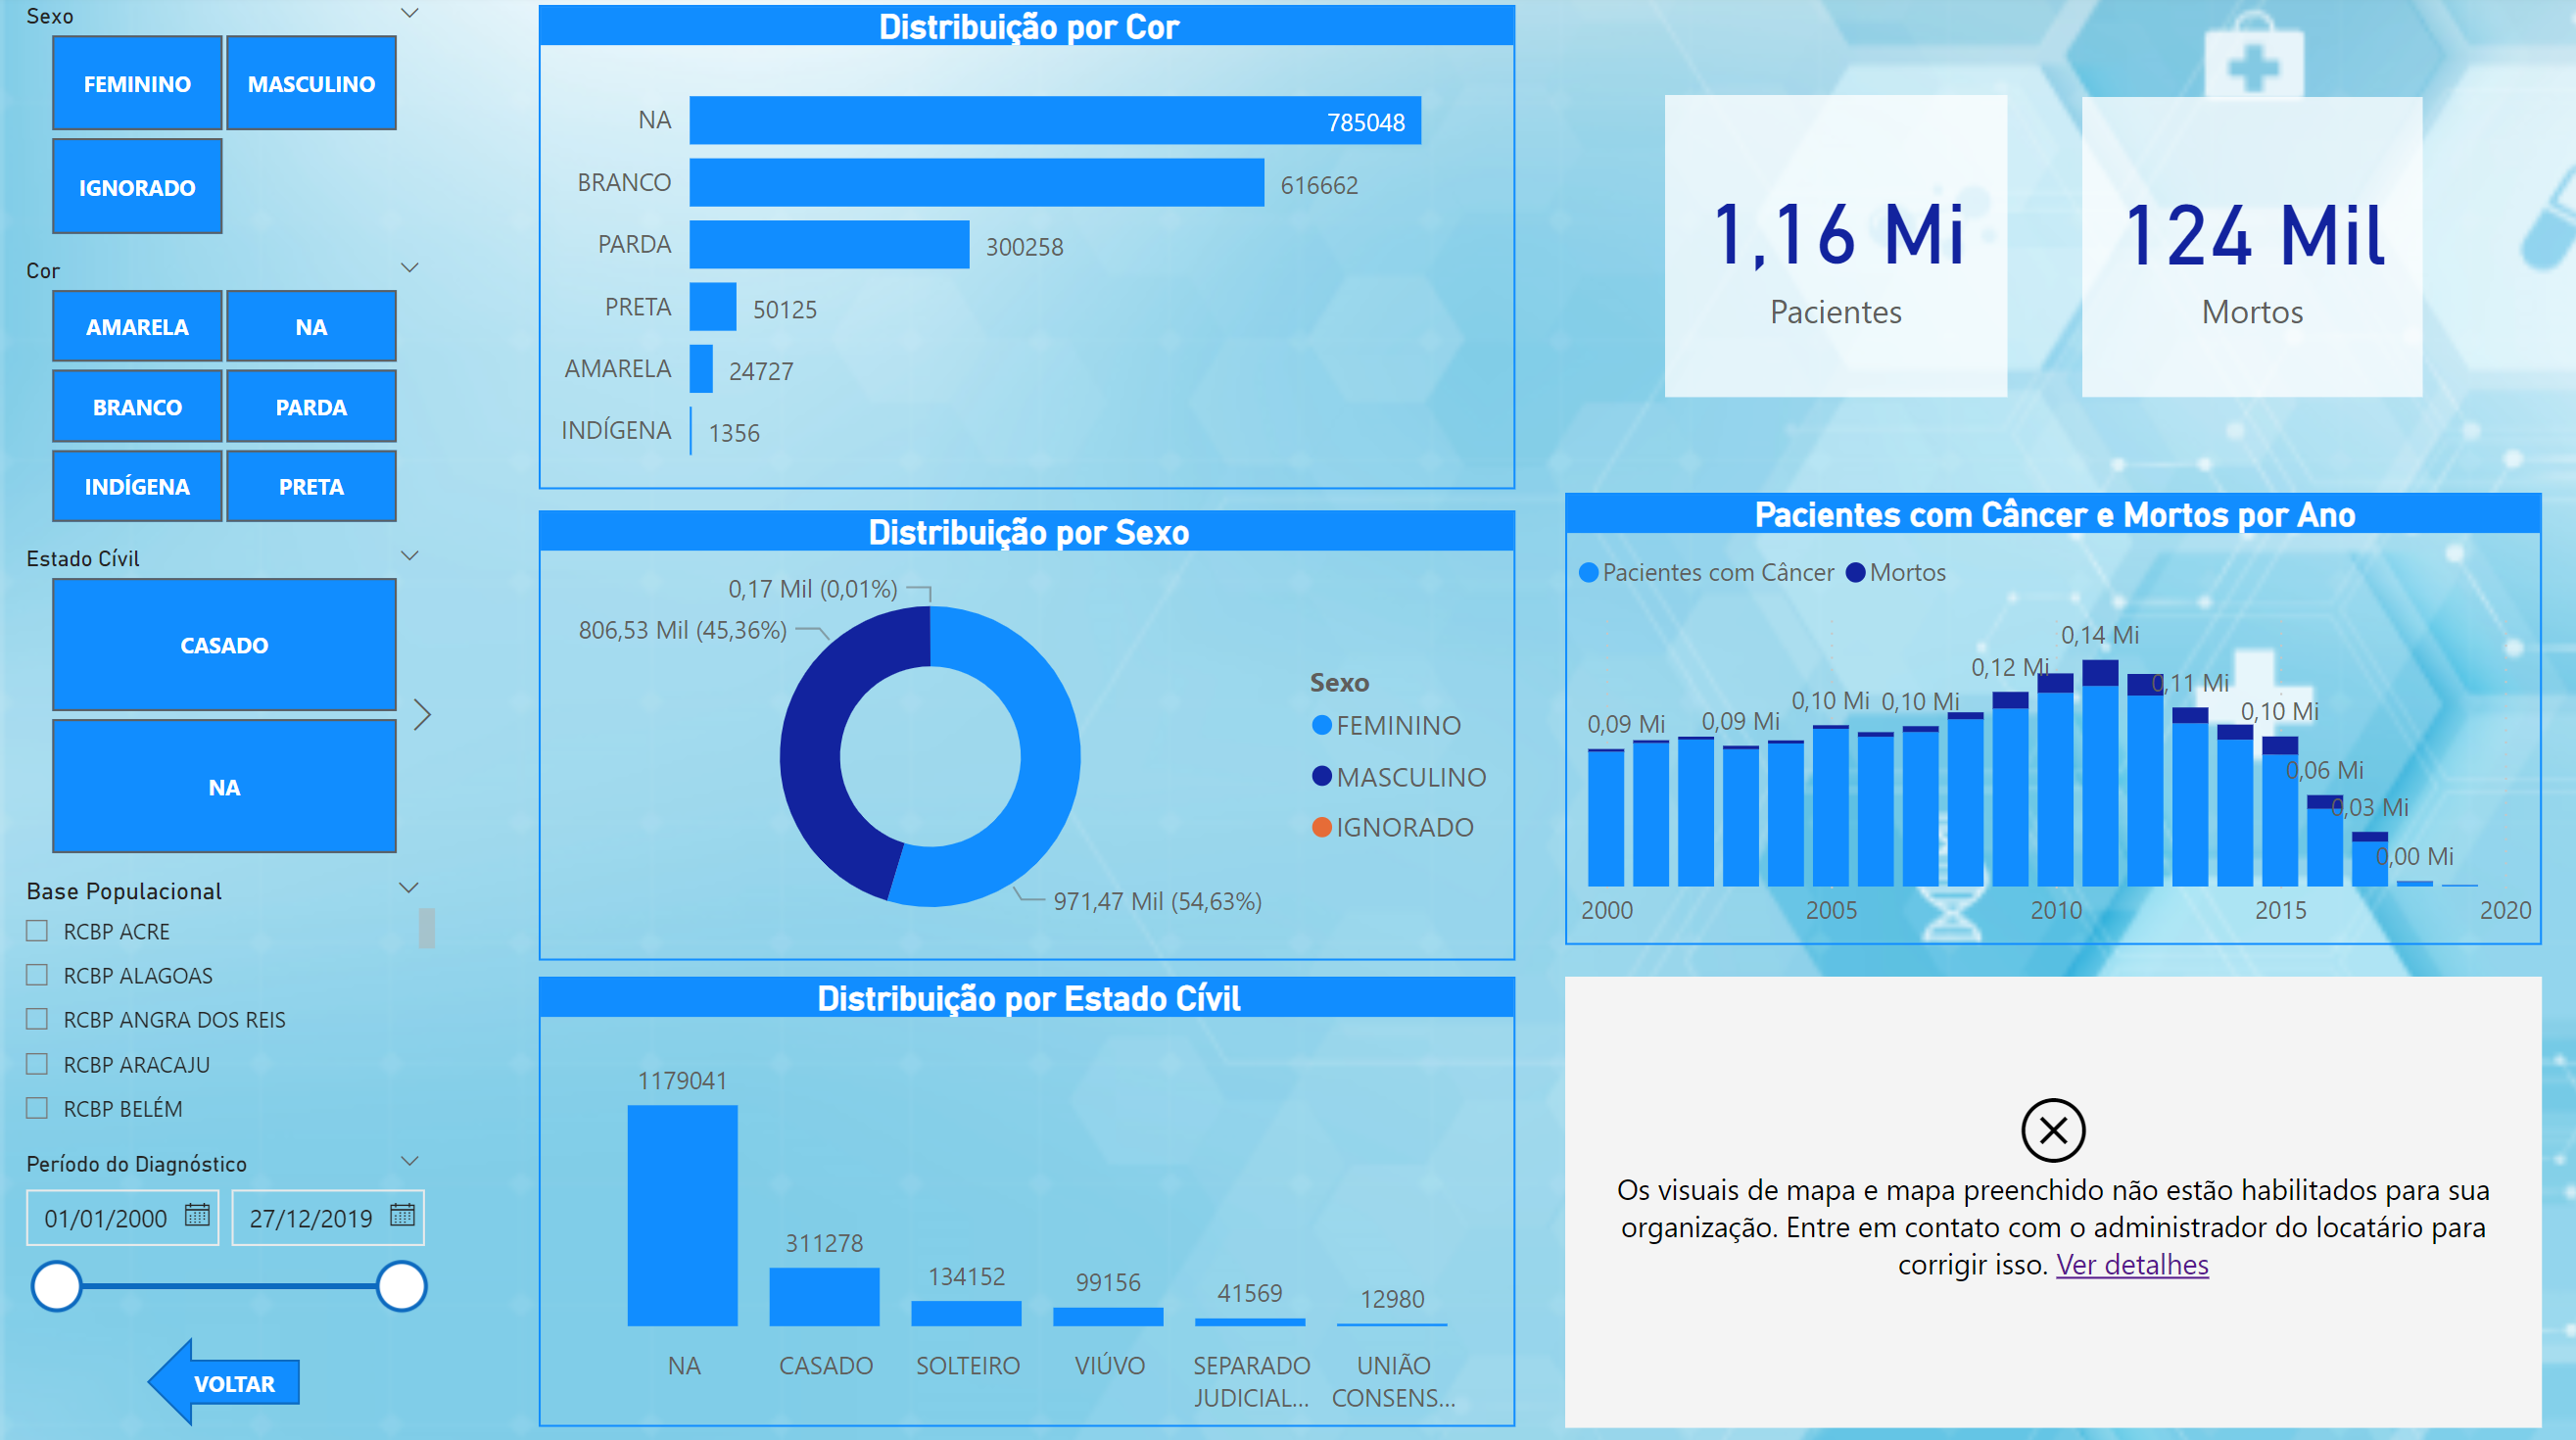 Sexo
FEMININO
MASCULINO
IGNORADO
Cor
AMARELA
NA
BRANCO
PARDA
INDÍGENA
PRETA
Estado Cívil
CASADO
NA
Base Populacional
RCBP ACRE
RCBP ALAGOAS
RCBP ANGRA DOS REIS
RCBP ARACAJU
RCBP BELÉM
Período do Diagnóstico
01/01/2000
27/12/2019
VOLTAR
Distribuição por Cor
NA
785048
BRANCO
616662
PARDA
300258
PRETA
50125
AMARELA
24727
INDÍGENA
1356
Distribuição por Sexo
0,17 Mil (0,01%)
806,53 Mil (45,36%)
971,47 Mil (54,63%)
Sexo
FEMININO
MASCULINO
IGNORADO
Distribuição por Estado Cívil
1179041
311278
134152
99156
41569
12980
NA
CASADO
SOLTEIRO
VIÚVO
SEPARADO
JUDICIAL...
UNIÃO
CONSENS...
1,16 Mi
Pacientes
124 Mil
Mortos
Pacientes com Câncer e Mortos por Ano
Pacientes com Câncer
Mortos
0,09 Mi
0,09 Mi
0,10 Mi
0,10 Mi
0,12 Mi
0,14 Mi
0,11 Mi
0,10 Mi
0,06 Mi
0,03 Mi
0,00 Mi
2000
2005
2010
2015
2020
Os visuais de mapa e mapa preenchido não estão habilitados para sua
organização. Entre em contato com o administrador do locatário para
corrigir isso. Ver detalhes